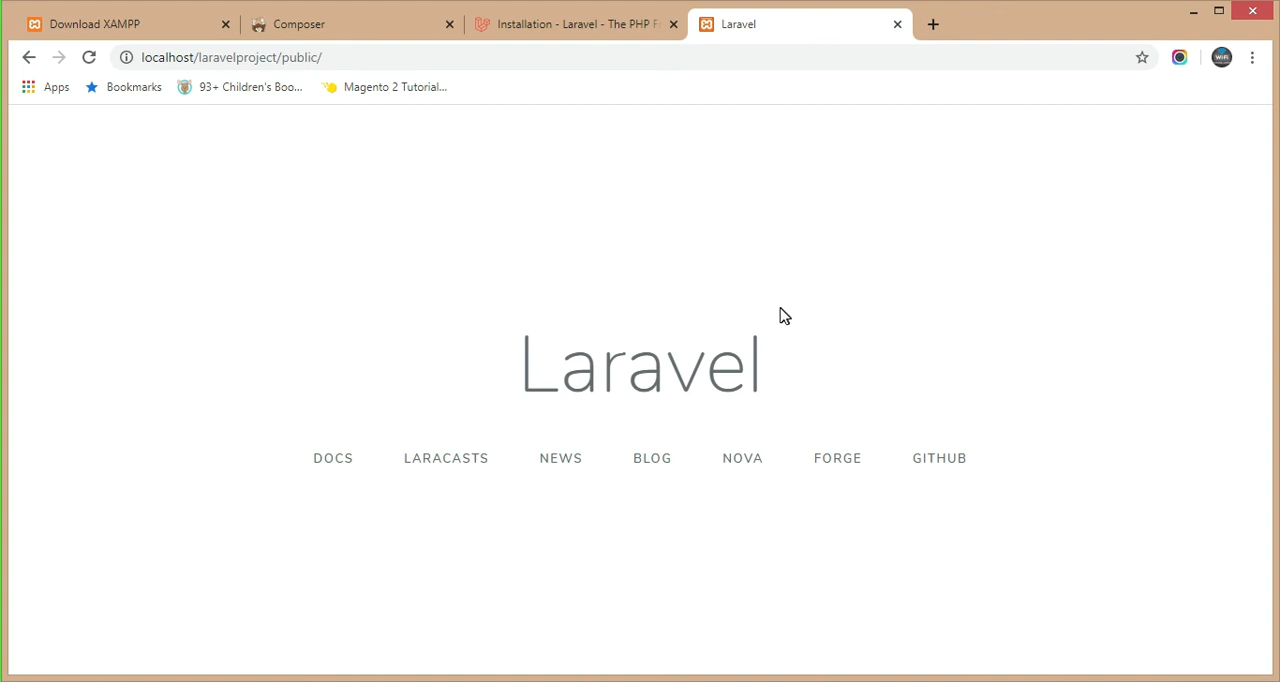 Download XAMPP
Composer
Installation - Laravel - The PHP F
Laravel
localhost/laravelproject/public/
WiFi
Apps
Bookmarks
93+ Children's Boo...
Magento 2 Tutorial...
Laravel
DOCS LARACASTS NEWS BLOG NOVA FORGE GITHUB